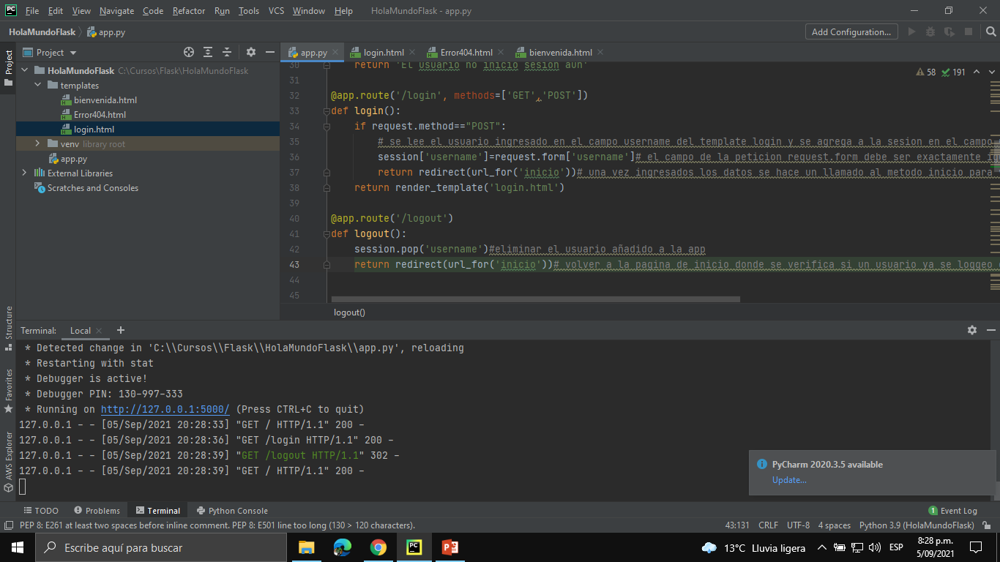 PC File Edit View Navigate Code Refactor Run Tools VCS Window Help HolaMundoFlask - app.py
HolaMundoFlask app.py Add Configuration...
Project
Project
app.py login.html Error404.html bienvenida.html
HolaMundoFlask C:\Cursos\Flask\HolaMundoFlask
templates
bienvenida.html
Error404.html
login.html
venv library root
app.py
External Libraries
Scratches and Consoles
58 191
30 return 'El usuario no inicio sesion aun'
31
32 @app.route('/login', methods=['GET','POST'])
33 def login():
34 if request.method=="POST":
35 # se lee el usuario ingresado en el campo username del template login y se agrega a la sesion en el campo
36 session['username']=request.form['username']# el campo de la peticion request.form debe ser exactamente ig
37 return redirect(url_for('inicio'))# una vez ingresados los datos se hace un llamado al metodo inicio para
38 return render_template('login.html')
39
40 @app.route('/logout')
41 def logout():
42 session.pop('username')#eliminar el usuario añadido a la app
43 return redirect(url_for('inicio'))# volver a la pagina de inicio donde se verifica si un usuario ya se loggeo
44
45
logout()
Structure
Favorites
AWS Explorer
Terminal: Local
* Detected change in 'C:\\Cursos\\Flask\\HolaMundoFlask\\app.py', reloading
* Restarting with stat
* Debugger is active!
* Debugger PIN: 130-997-333
* Running on http://127.0.0.1:5000/ (Press CTRL+C to quit)
127.0.0.1 - - [05/Sep/2021 20:28:33] "GET / HTTP/1.1" 200 -
127.0.0.1 - - [05/Sep/2021 20:28:36] "GET /login HTTP/1.1" 200 -
127.0.0.1 - - [05/Sep/2021 20:28:39] "GET /logout HTTP/1.1" 302 -
127.0.0.1 - - [05/Sep/2021 20:28:39] "GET / HTTP/1.1" 200 -
PyCharm 2020.3.5 available
Update...
TODO Problems Terminal Python Console 1 Event Log
PEP 8: E261 at least two spaces before inline comment. PEP 8: E501 line too long (130 > 120 characters). 43:131 CRLF UTF-8 4 spaces Python 3.9 (HolaMundoFlask)
Escribe aquí para buscar PC P 13°C Lluvia ligera ESP 8:28 p.m.
5/09/2021